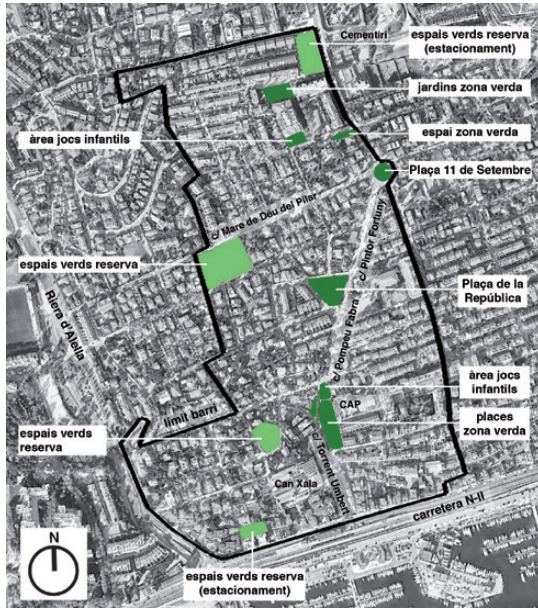 Cementiri
espais verds reserva
(estacionament)
jardins zona verda
àrea jocs infantils
espai zona verda
Plaça 11 de Setembre
c/ Mare de Déu del Pilar
c/ Pintor Fortuny
espais verds reserva
Plaça de la
República
Riera d'Alella
c/ Pompeu Fabra
àrea jocs
infantils
CAP
places
zona verda
limit barri
espais verds
reserva
c/ Torrent Umbert
Can Xala
carretera N-II
N
espais verds reserva
(estacionament)